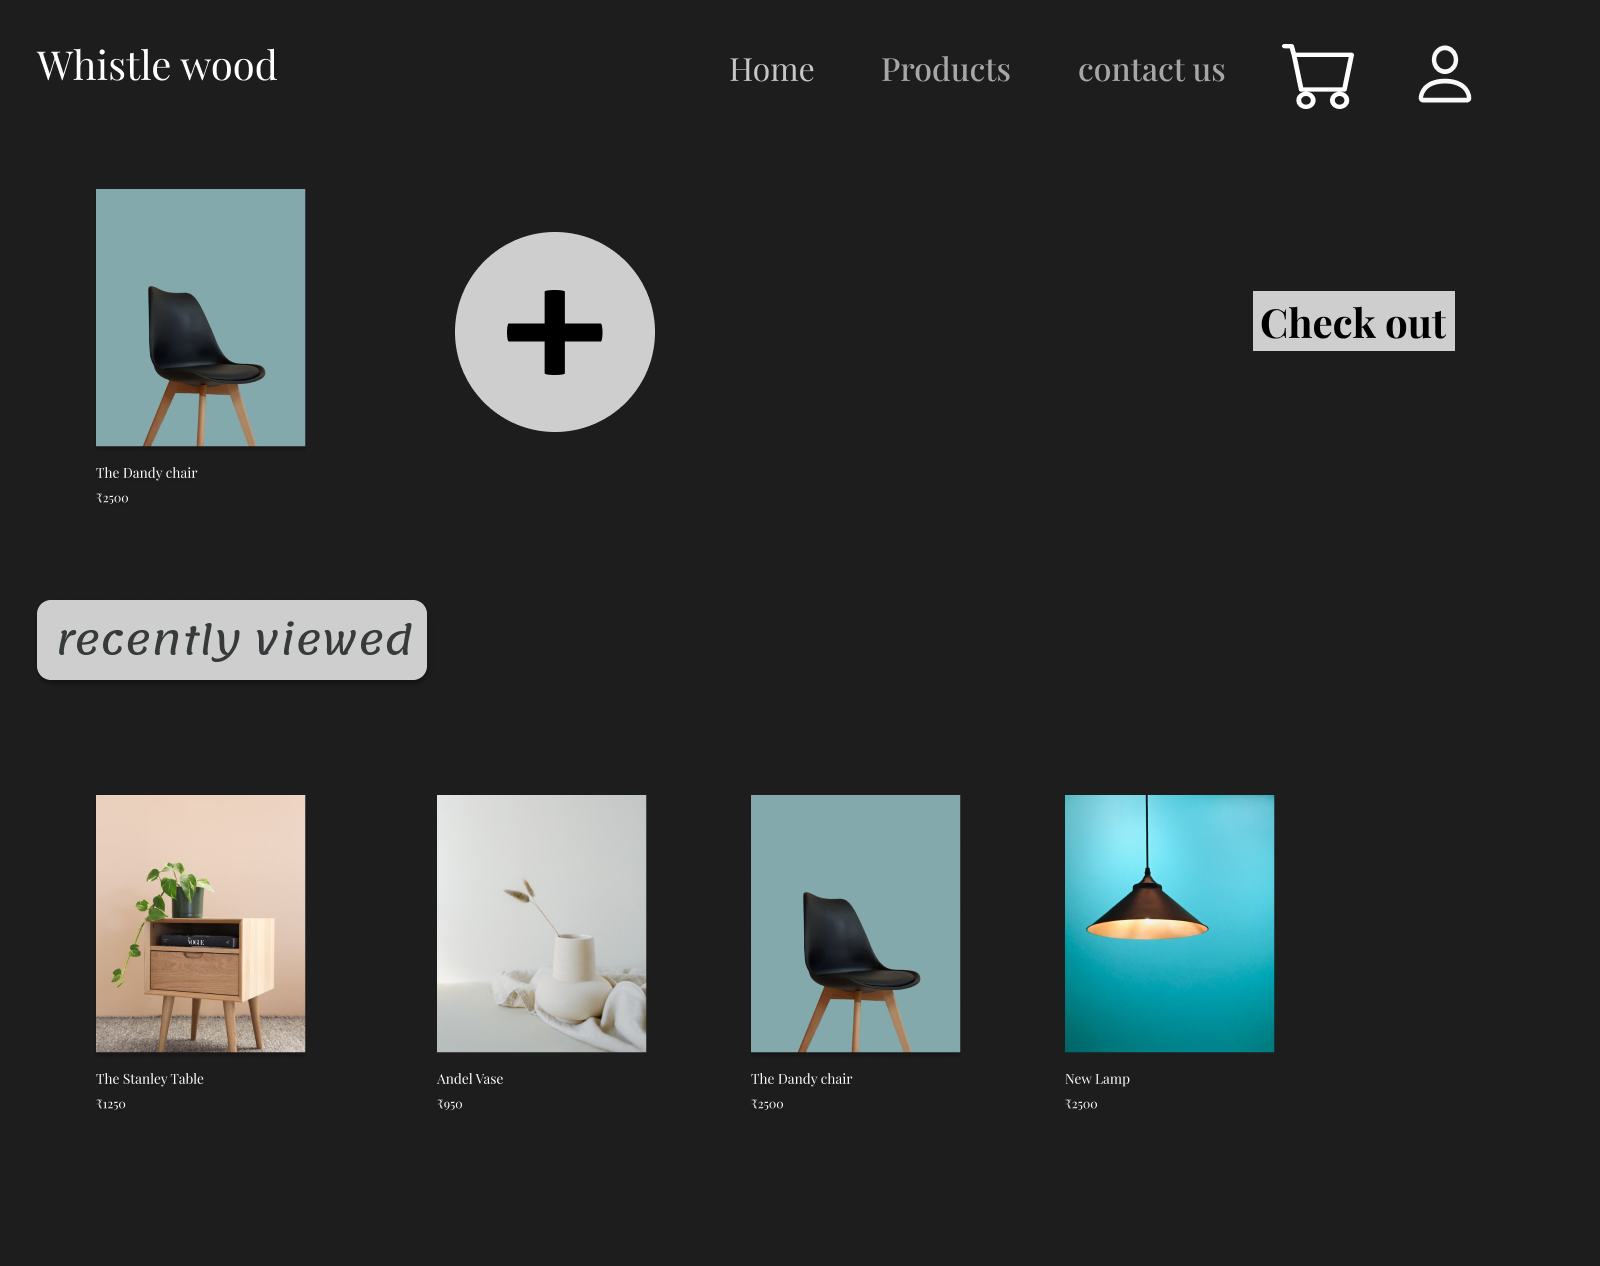 Whistle wood
Home
Products
contact us
Check out
The Dandy chair
₹2500
recently viewed
VOGUE
The Stanley Table
₹1250
Andel Vase
₹950
The Dandy chair
₹2500
New Lamp
₹2500